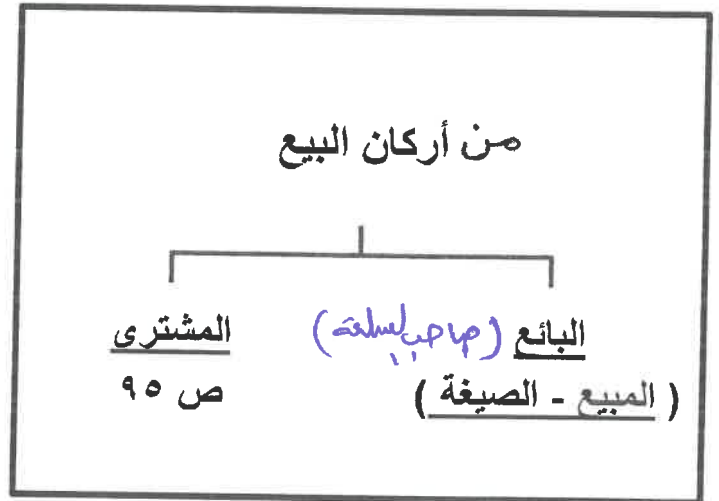 من أركان البيع
البائع (صاحب السلعة) المشترى
( المبيع - الصيغة ) ص ٩٥